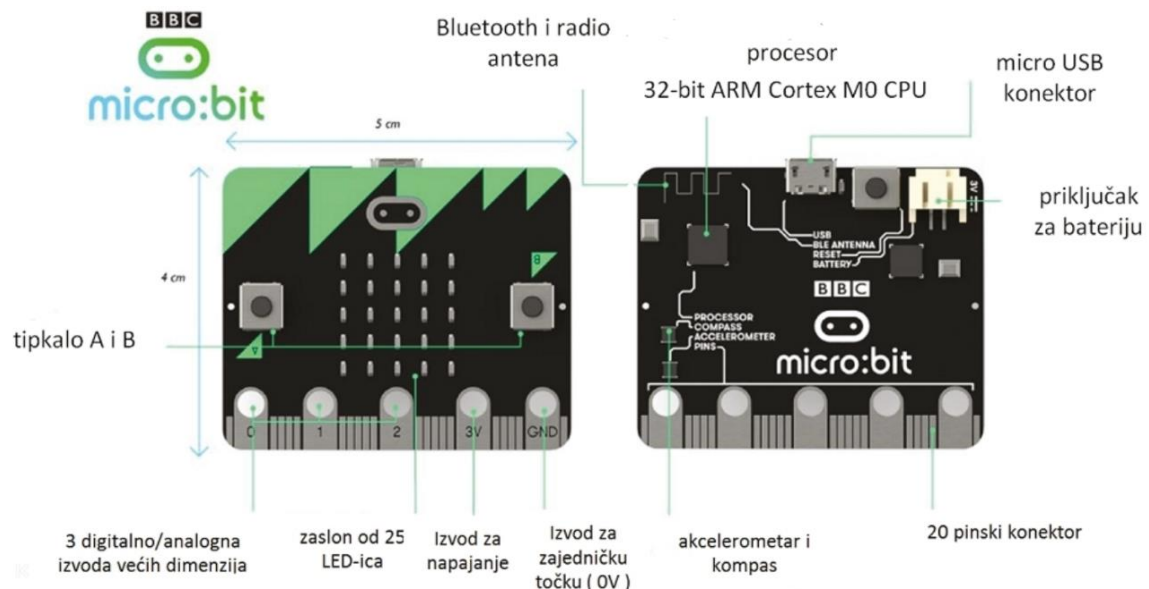 BBC
micro:bit
Bluetooth i radio
antena
procesor
32-bit ARM Cortex M0 CPU
micro USB
konektor
priključak
za bateriju
5 cm
4 cm
tipkalo A i B
A
B
0
1
2
3V
GND
3V
USB
BLE ANTENNA
RESET
BATTERY
BBC
micro:bit
PROCESSOR
COMPASS
ACCELEROMETER
PINS
3 digitalno/analogna
izvoda većih dimenzija
zaslon od 25
LED-ica
Izvod za
napajanje
Izvod za
zajedničku
točku ( 0V )
akcelerometar i
kompas
20 pinski konektor